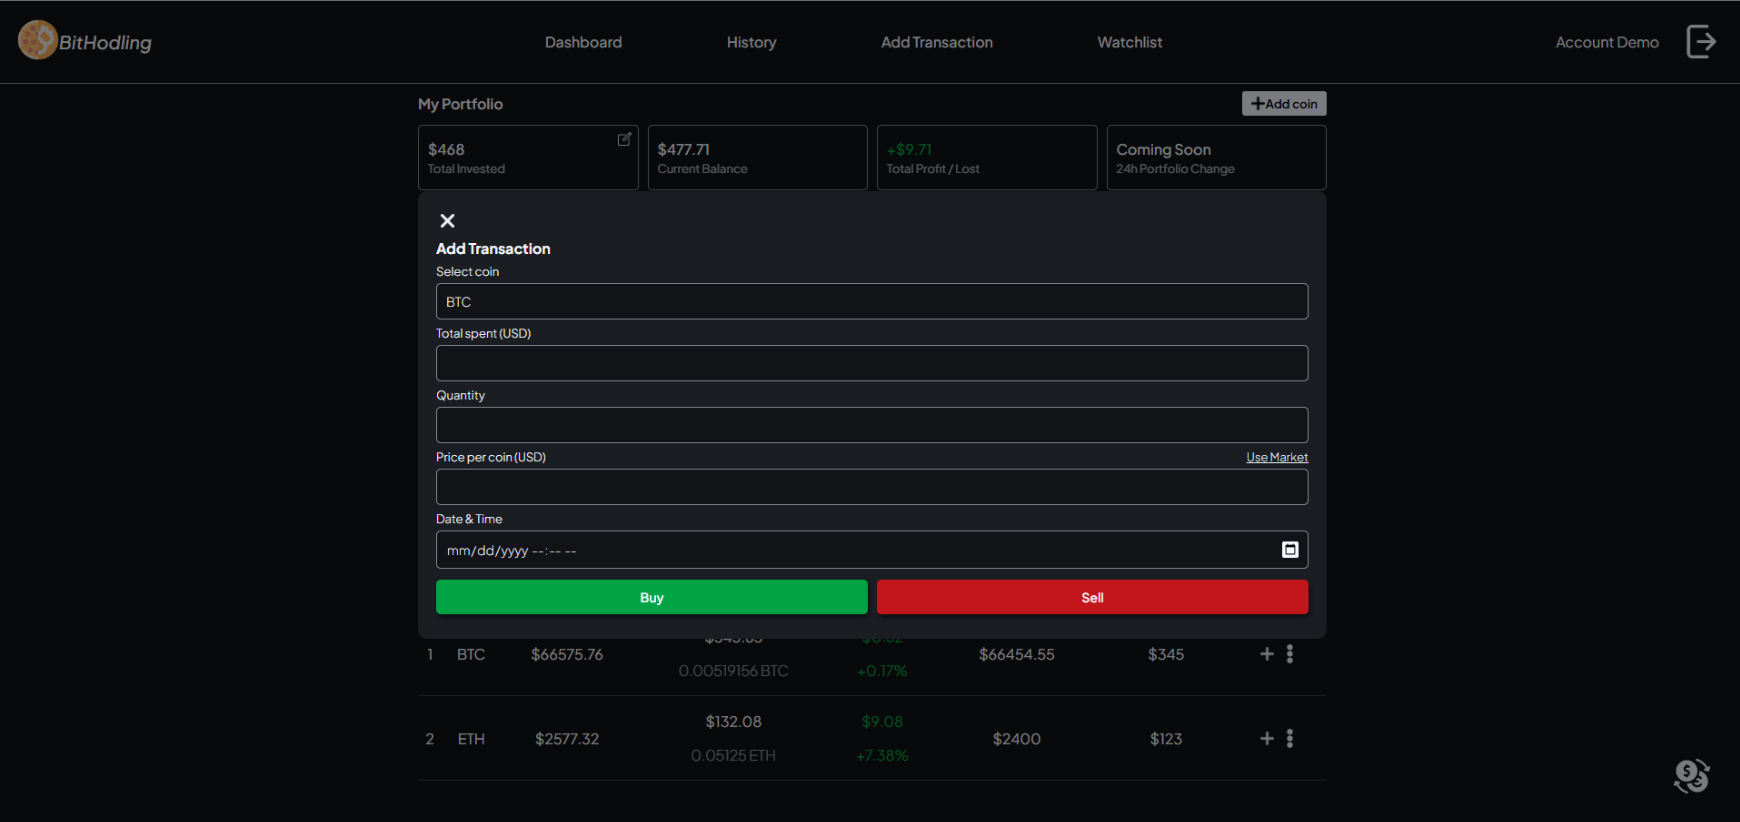 BitHodling
Dashboard
History
Add Transaction
Watchlist
Account Demo
My Portfolio
+Add coin
$468
Total Invested
$477.71
Current Balance
+$9.71
Total Profit / Lost
Coming Soon
24h Portfolio Change
Add Transaction
Select coin
BTC
Total spent (USD)
Quantity
Price per coin (USD)
Use Market
Date & Time
mm/dd/yyyy --:-- --
Buy
Sell
1 BTC $66575.76 0.00519156 BTC +0.17% $66454.55 $345
2 ETH $2577.32 $132.08 0.05125 ETH $9.08 +7.38% $2400 $123